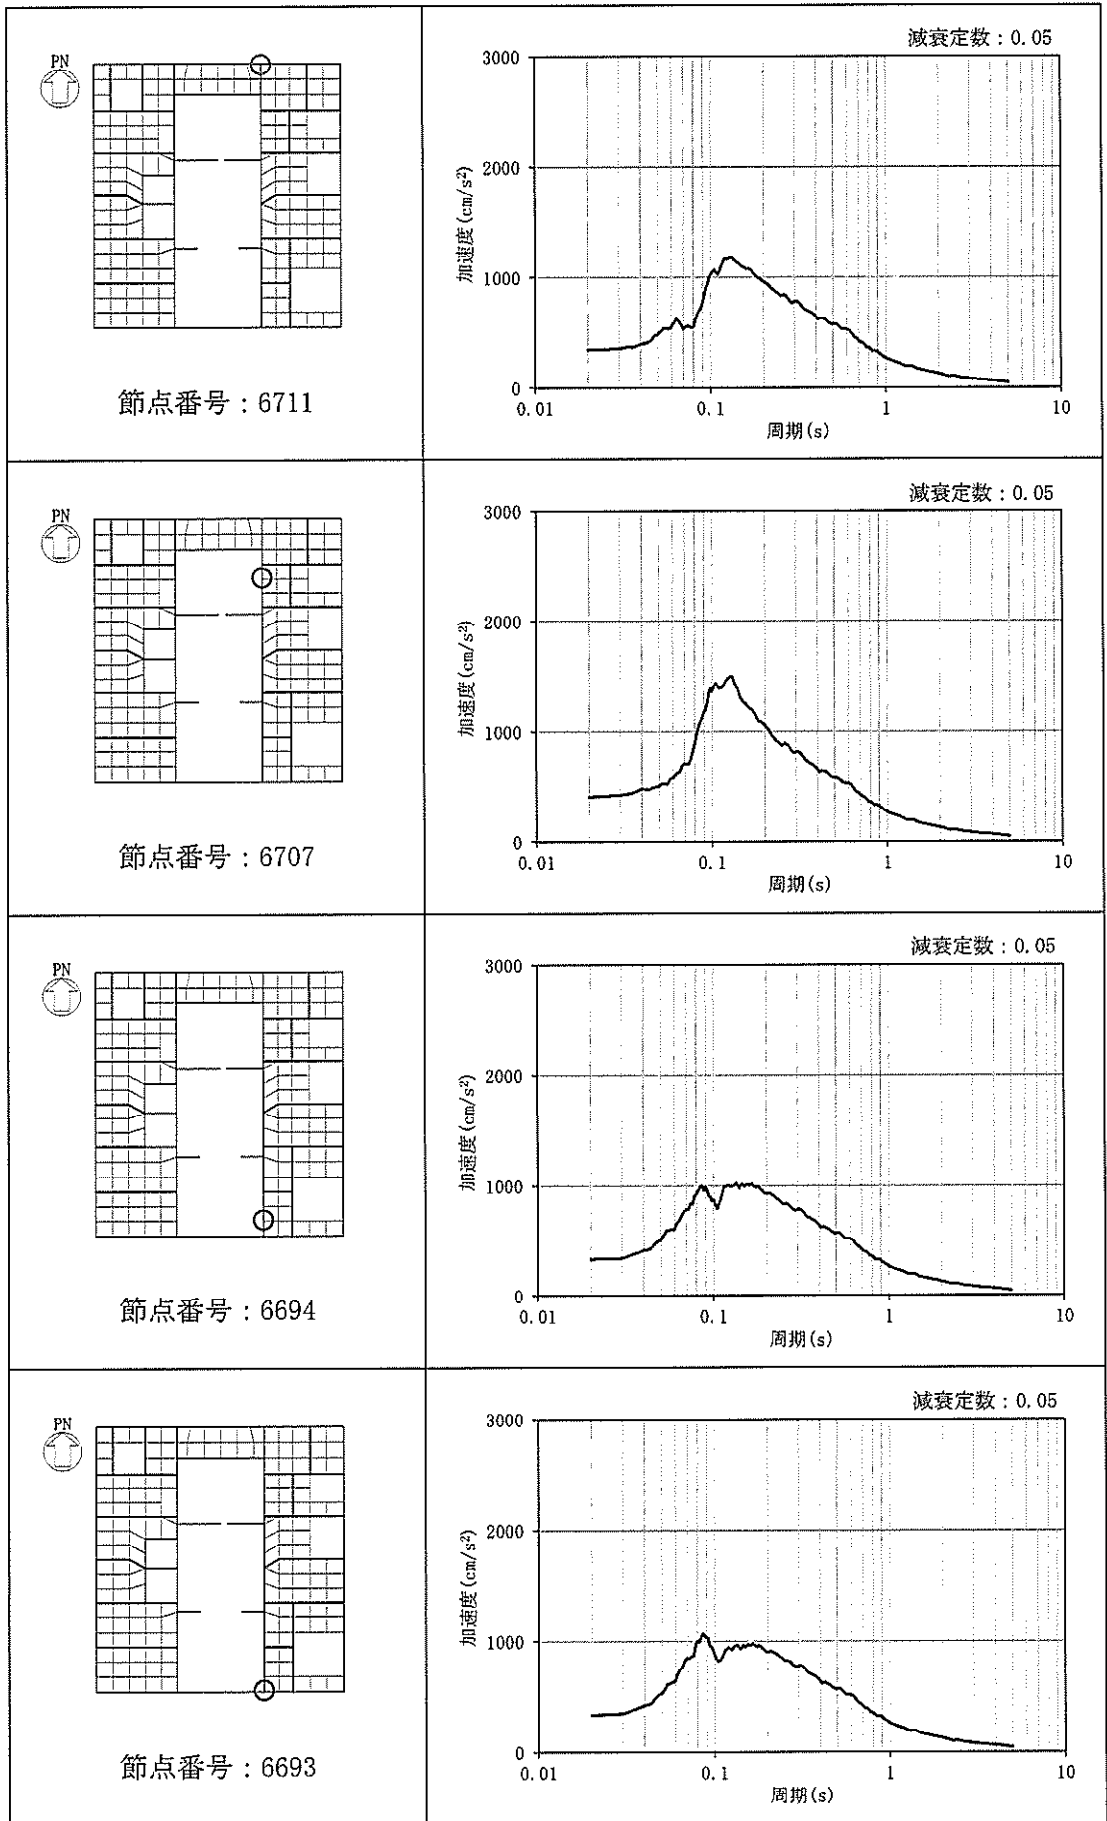 PN
節点番号：6711
減衰定数：0.05
3000
2000
1000
0
加速度(cm/s²)
0.01
0.1
1
10
周期(s)
PN
節点番号：6707
減衰定数：0.05
3000
2000
1000
0
加速度(cm/s²)
0.01
0.1
1
10
周期(s)
PN
節点番号：6694
減衰定数：0.05
3000
2000
1000
0
加速度(cm/s²)
0.01
0.1
1
10
周期(s)
PN
節点番号：6693
減衰定数：0.05
3000
2000
1000
0
加速度(cm/s²)
0.01
0.1
1
10
周期(s)